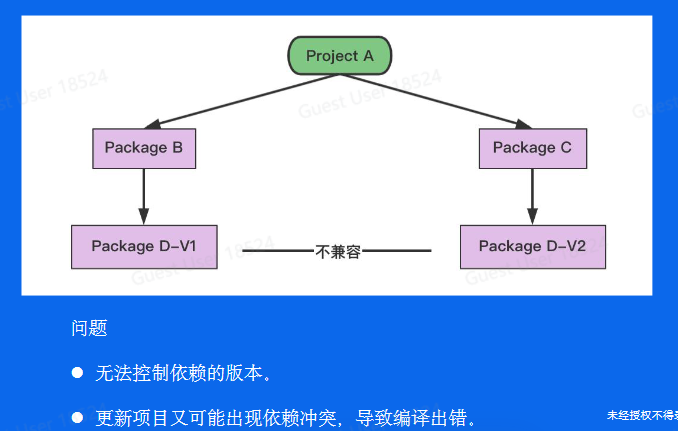 Project A
Guest User 18524
Guest User 18524
Package B
Package C
Package D-V1
不兼容
Package D-V2
Guest User 18524
Guest User 18524
问题
无法控制依赖的版本。
更新项目又可能出现依赖冲突，导致编译出错。
未经授权不得